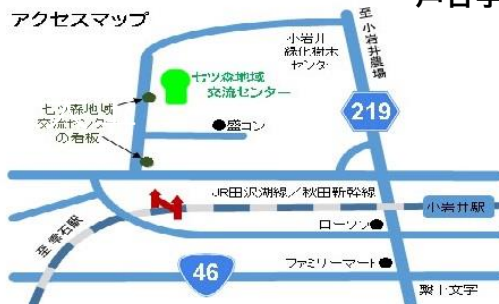 アクセスマップ
至小岩井農場
小岩井
緑化樹木
センター
七ツ森地域
交流センター
219
七ツ森地域
交流センター
の看板
盛コン
JR田沢湖線／秋田新幹線
小岩井駅
至雫石駅
ローソン
46
ファミリーマート